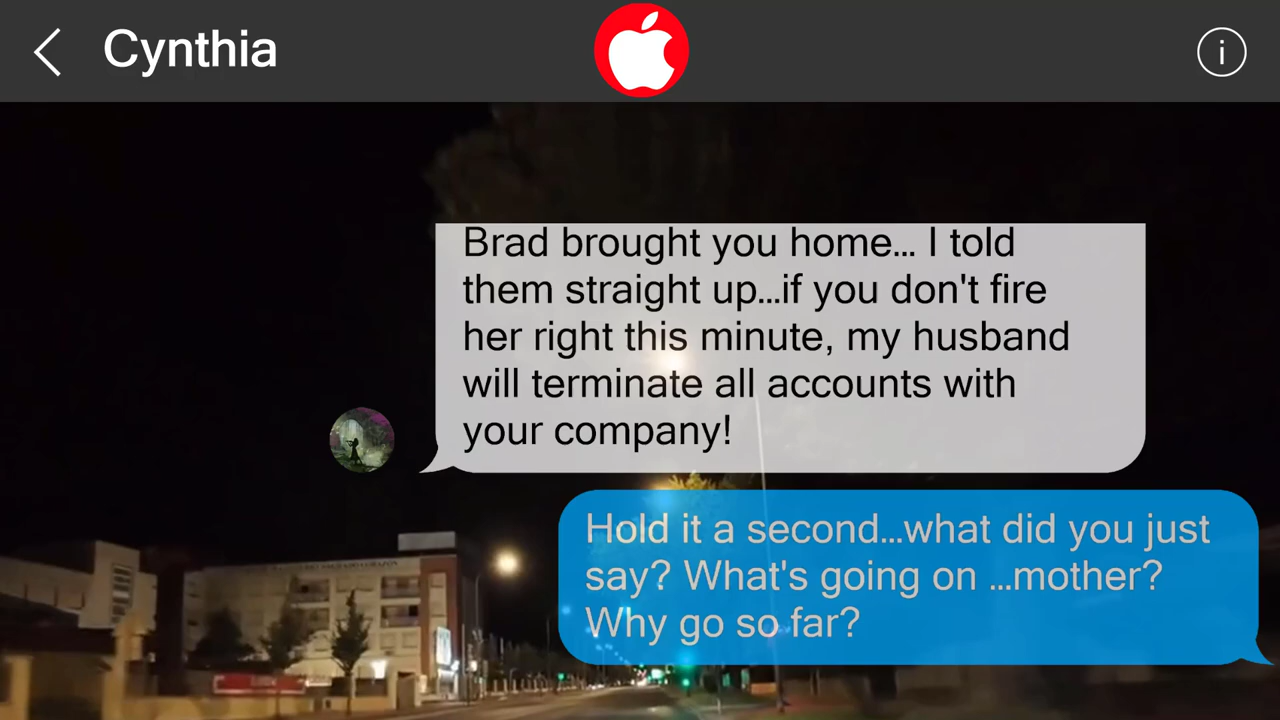 Cynthia
i
Brad brought you home... I told
them straight up...if you don't fire
her right this minute, my husband
will terminate all accounts with
your company!
Hold it a second...what did you just
say? What's going on ...mother?
Why go so far?